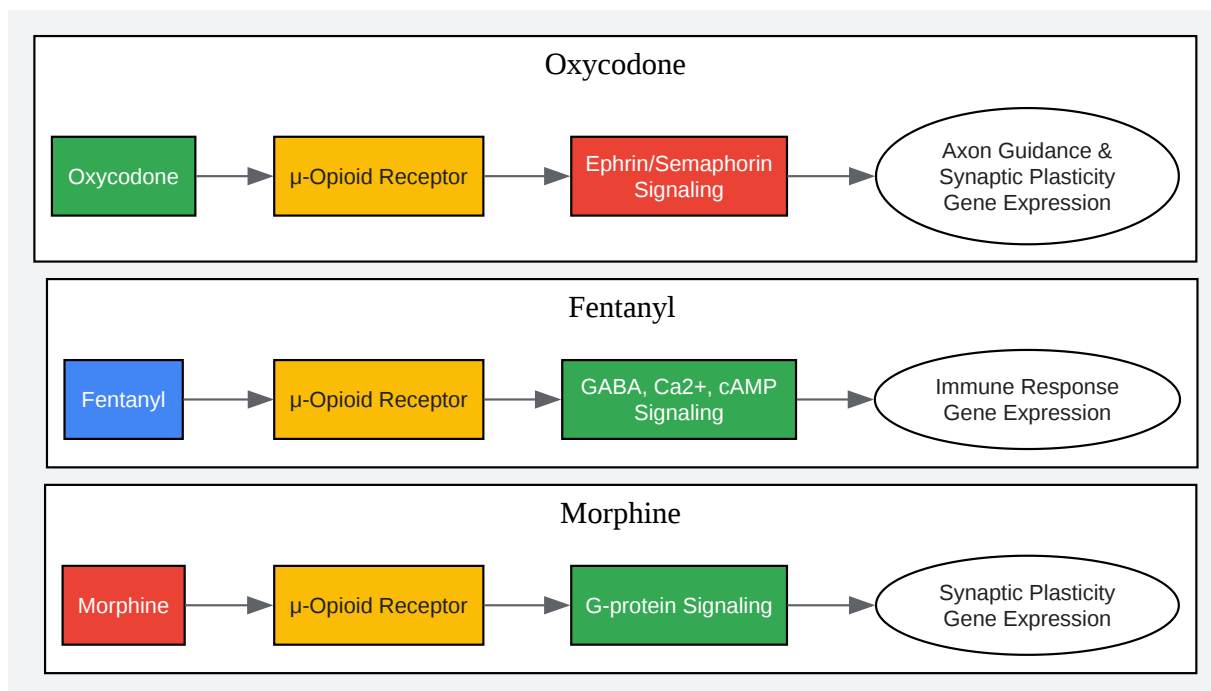 Oxycodone
Oxycodone
μ-Opioid Receptor
Ephrin/Semaphorin
Signaling
Axon Guidance &
Synaptic Plasticity
Gene Expression
Fentanyl
Fentanyl
μ-Opioid Receptor
GABA, Ca2+, cAMP
Signaling
Immune Response
Gene Expression
Morphine
Morphine
μ-Opioid Receptor
G-protein Signaling
Synaptic Plasticity
Gene Expression